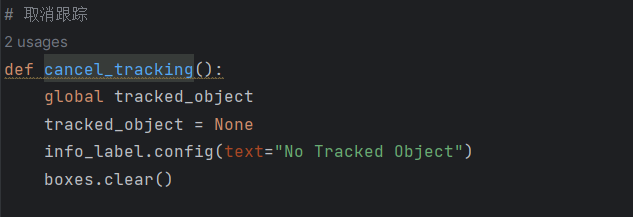 # 取消跟踪
2 usages
def cancel_tracking():
    global tracked_object
    tracked_object = None
    info_label.config(text="No Tracked Object")
    boxes.clear()